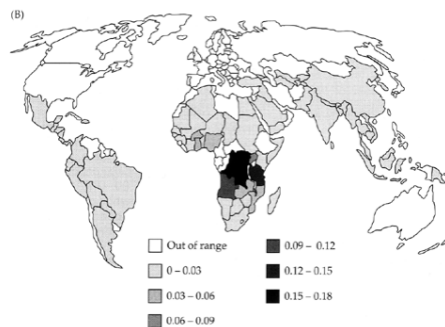 (B)
Out of range
0 – 0.03
0.03 – 0.06
0.06 – 0.09
0.09 – 0.12
0.12 – 0.15
0.15 – 0.18